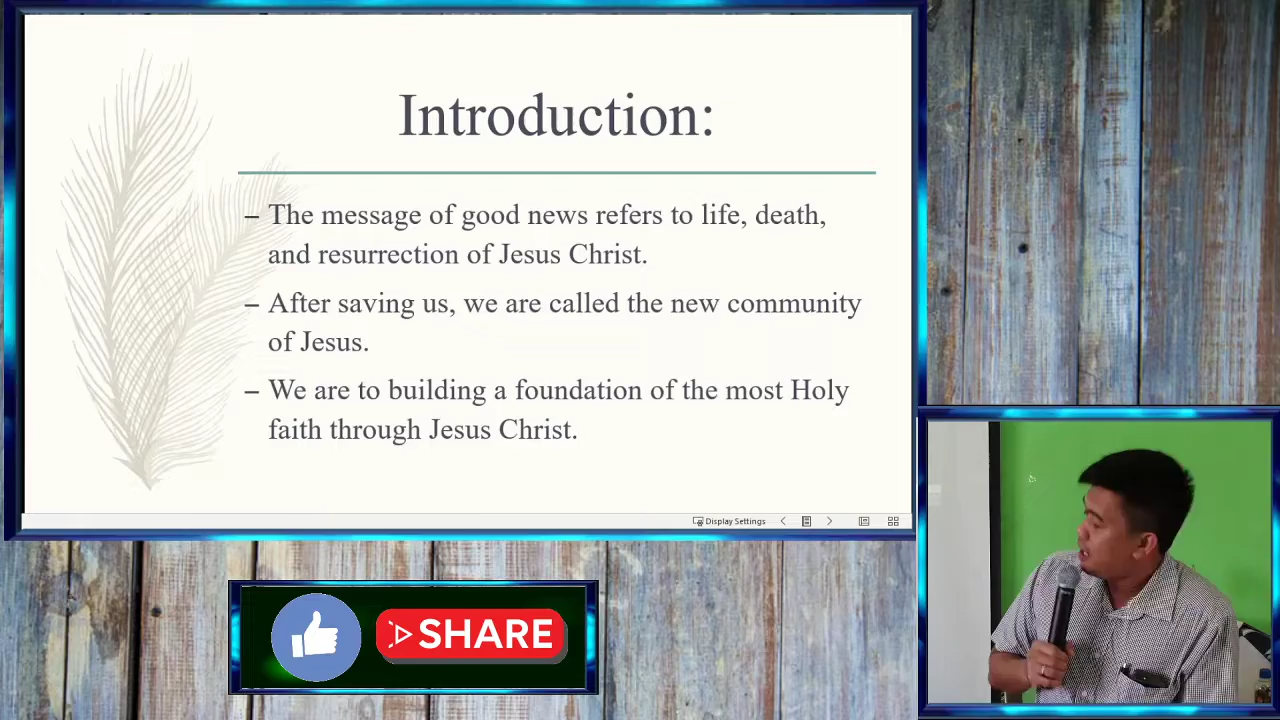 Introduction:
– The message of good news refers to life, death,
and resurrection of Jesus Christ.
– After saving us, we are called the new community
of Jesus.
– We are to building a foundation of the most Holy
faith through Jesus Christ.
Display Settings
SHARE